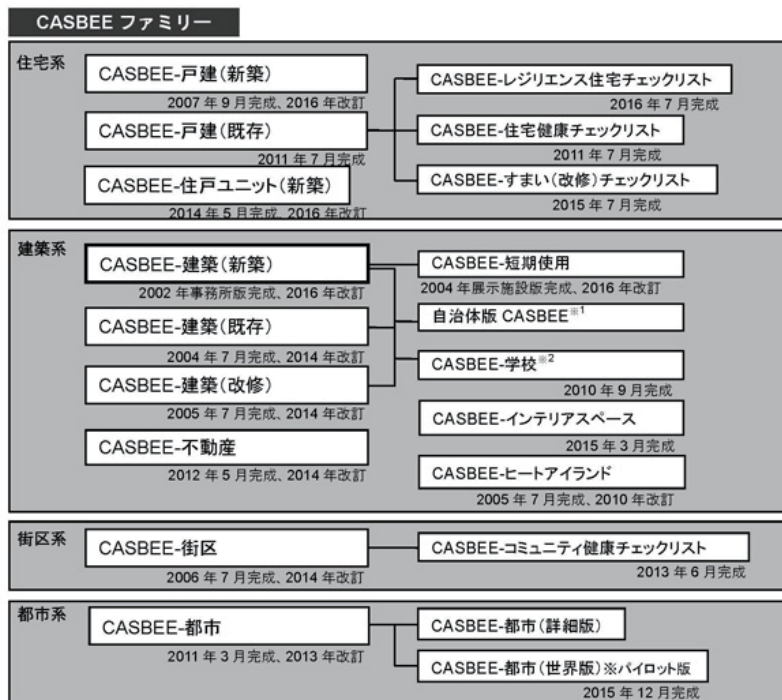 CASBEE ファミリー
住宅系
CASBEE-戸建(新築)
2007 年 9 月完成、2016 年改訂
CASBEE-戸建(既存)
2011 年 7 月完成
CASBEE-住戸ユニット(新築)
2014 年 5 月完成、2016 年改訂
CASBEE-レジリエンス住宅チェックリスト
2016 年 7 月完成
CASBEE-住宅健康チェックリスト
2011 年 7 月完成
CASBEE-すまい(改修)チェックリスト
2015 年 7 月完成
建築系
CASBEE-建築(新築)
2002 年事務所版完成、2016 年改訂
CASBEE-建築(既存)
2004 年 7 月完成、2014 年改訂
CASBEE-建築(改修)
2005 年 7 月完成、2014 年改訂
CASBEE-不動産
2012 年 5 月完成、2014 年改訂
CASBEE-短期使用
2004 年展示施設版完成、2016 年改訂
自治体版 CASBEE※1
CASBEE-学校※2
2010 年 9 月完成
CASBEE-インテリアスペース
2015 年 3 月完成
CASBEE-ヒートアイランド
2005 年 7 月完成、2010 年改訂
街区系
CASBEE-街区
2006 年 7 月完成、2014 年改訂
CASBEE-コミュニティ健康チェックリスト
2013 年 6 月完成
都市系
CASBEE-都市
2011 年 3 月完成、2013 年改訂
CASBEE-都市(詳細版)
CASBEE-都市(世界版)※パイロット版
2015 年 12 月完成